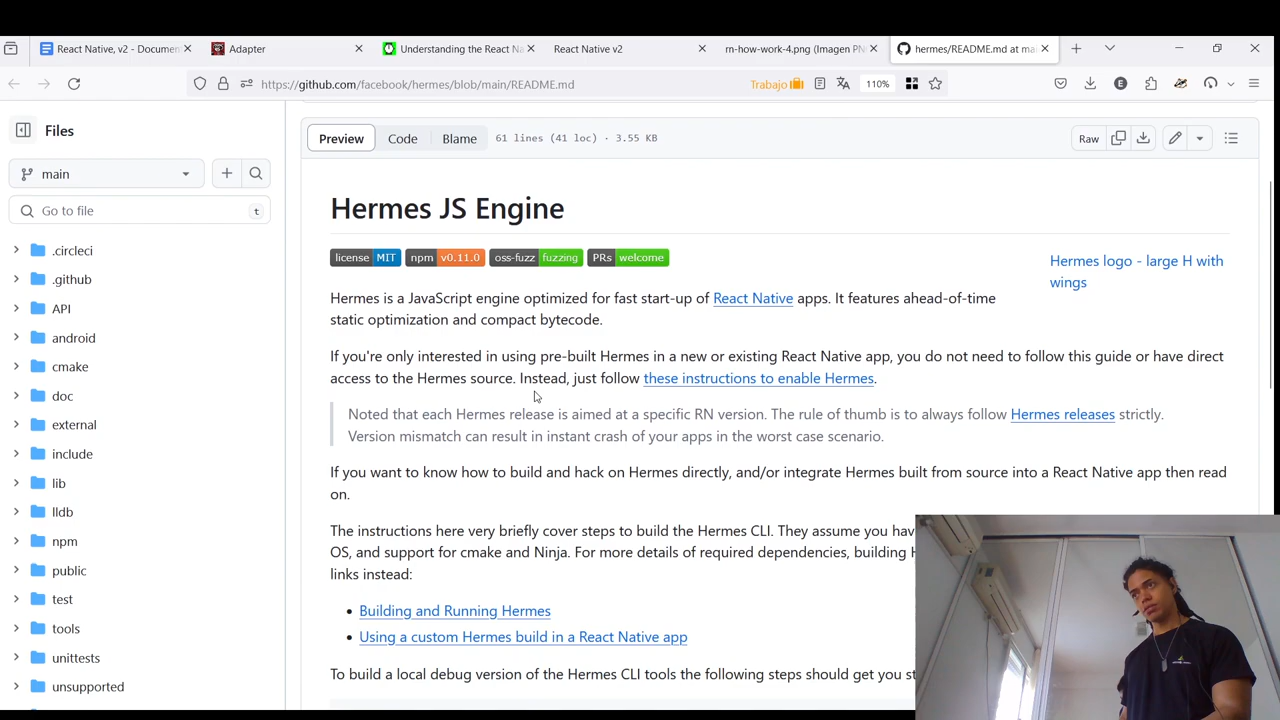 React Native, v2 - Documen
Adapter
Understanding the React Na
React Native v2
rn-how-work-4.png (Imagen PN
hermes/README.md at ma
https://github.com/facebook/hermes/blob/main/README.md
Trabajo
110%
E
Files
main
Go to file
t
.circleci
.github
API
android
cmake
doc
external
include
lib
lldb
npm
public
test
tools
unittests
unsupported
Preview
Code
Blame
61 lines (41 loc) · 3.55 KB
Raw
Hermes JS Engine
license MIT
npm v0.11.0
oss-fuzz fuzzing
PRs welcome
Hermes logo - large H with
wings
Hermes is a JavaScript engine optimized for fast start-up of React Native apps. It features ahead-of-time
static optimization and compact bytecode.
If you're only interested in using pre-built Hermes in a new or existing React Native app, you do not need to follow this guide or have direct
access to the Hermes source. Instead, just follow these instructions to enable Hermes.
Noted that each Hermes release is aimed at a specific RN version. The rule of thumb is to always follow Hermes releases strictly.
Version mismatch can result in instant crash of your apps in the worst case scenario.
If you want to know how to build and hack on Hermes directly, and/or integrate Hermes built from source into a React Native app then read
on.
The instructions here very briefly cover steps to build the Hermes CLI. They assume you have
OS, and support for cmake and Ninja. For more details of required dependencies, building H
links instead:
• Building and Running Hermes
• Using a custom Hermes build in a React Native app
To build a local debug version of the Hermes CLI tools the following steps should get you st